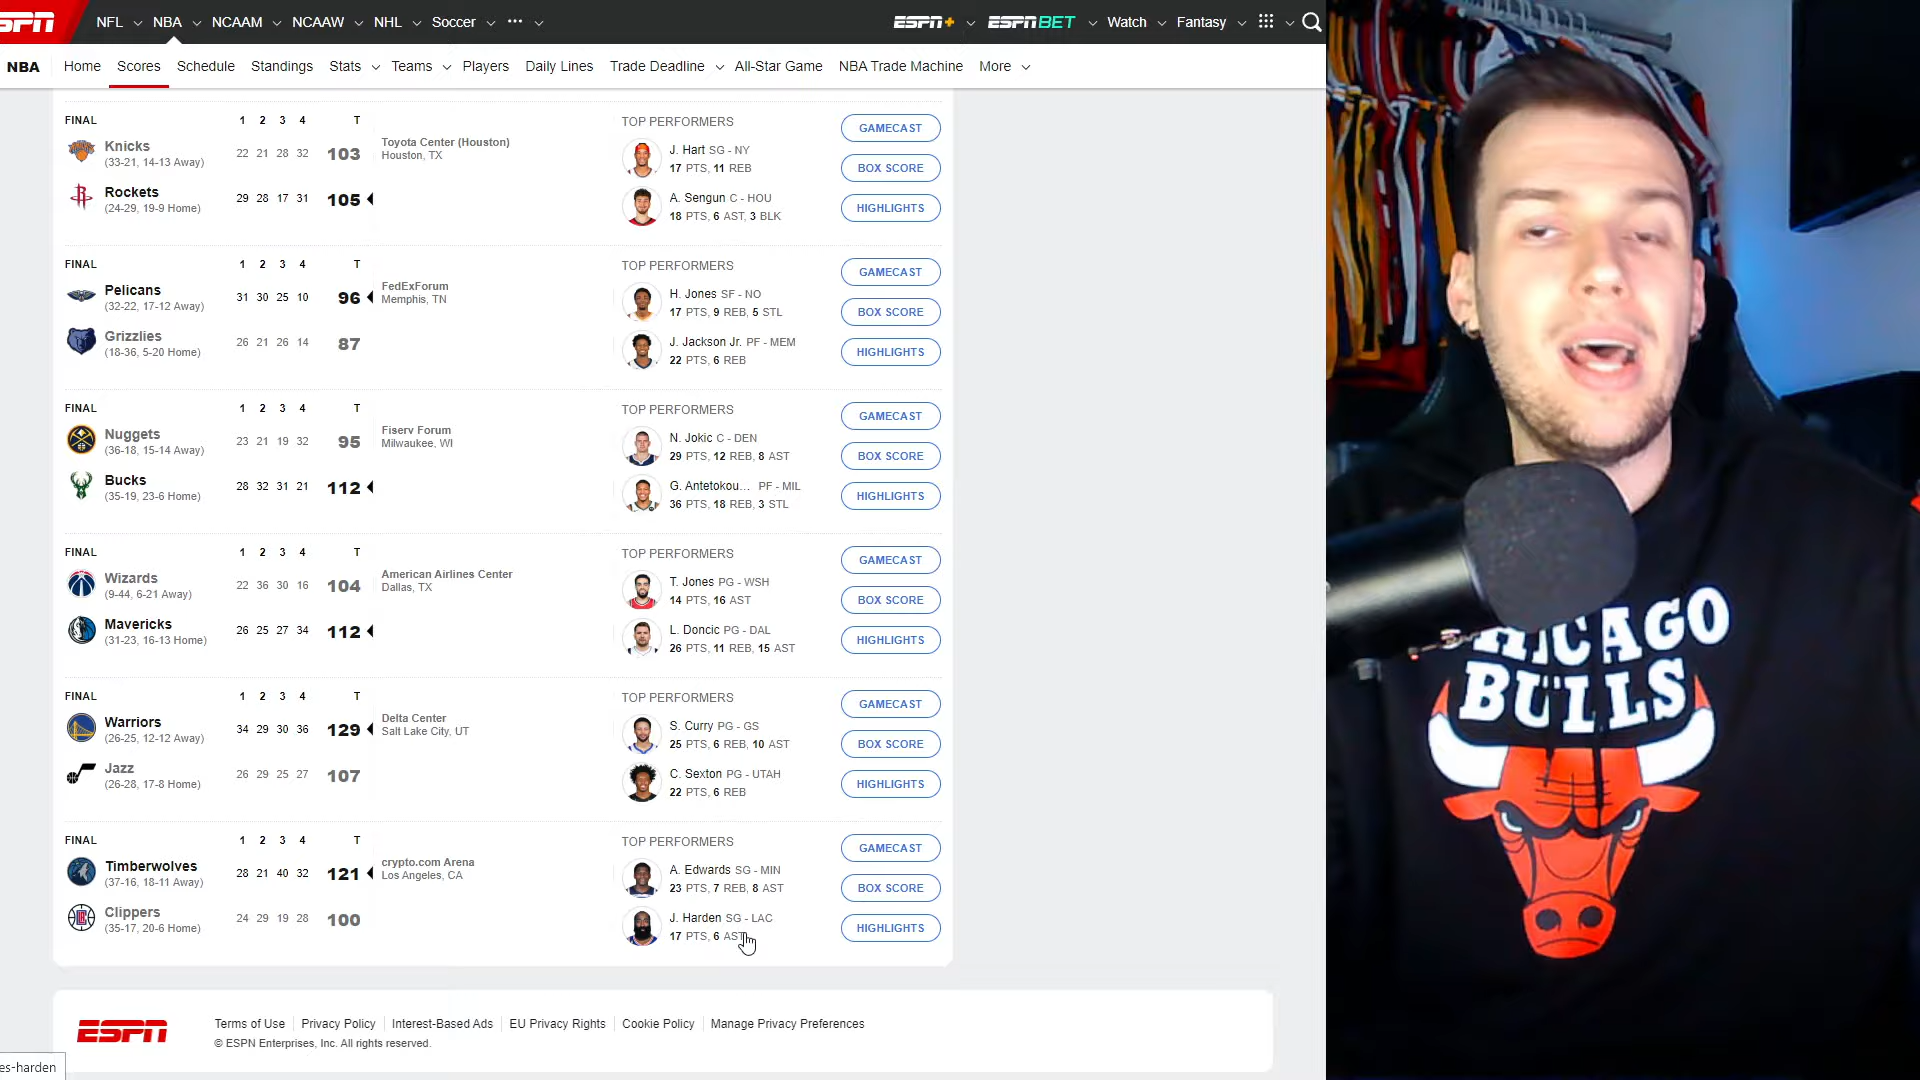 ESPN NFL NBA NCAAM NCAAW NHL Soccer ••• ESPN+ ESPN BET Watch Fantasy
NBA Home Scores Schedule Standings Stats Teams Players Daily Lines Trade Deadline All-Star Game NBA Trade Machine More
FINAL 1 2 3 4 T
Knicks 22 21 28 32 103
(33-21, 14-13 Away)
Rockets 29 28 17 31 105
(24-29, 19-9 Home)
Toyota Center (Houston)
Houston, TX
TOP PERFORMERS
J. Hart SG - NY
17 PTS, 11 REB
A. Sengun C - HOU
18 PTS, 6 AST, 3 BLK
GAMECAST
BOX SCORE
HIGHLIGHTS
FINAL 1 2 3 4 T
Pelicans 31 30 25 10 96
(32-22, 17-12 Away)
Grizzlies 26 21 26 14 87
(18-36, 5-20 Home)
FedExForum
Memphis, TN
TOP PERFORMERS
H. Jones SF - NO
17 PTS, 9 REB, 5 STL
J. Jackson Jr. PF - MEM
22 PTS, 6 REB
GAMECAST
BOX SCORE
HIGHLIGHTS
FINAL 1 2 3 4 T
Nuggets 23 21 19 32 95
(36-18, 15-14 Away)
Bucks 28 32 31 21 112
(35-19, 23-6 Home)
Fiserv Forum
Milwaukee, WI
TOP PERFORMERS
N. Jokic C - DEN
29 PTS, 12 REB, 8 AST
G. Antetokou... PF - MIL
36 PTS, 18 REB, 3 STL
GAMECAST
BOX SCORE
HIGHLIGHTS
FINAL 1 2 3 4 T
Wizards 22 36 30 16 104
(9-44, 6-21 Away)
Mavericks 26 25 27 34 112
(31-23, 16-13 Home)
American Airlines Center
Dallas, TX
TOP PERFORMERS
T. Jones PG - WSH
14 PTS, 16 AST
L. Doncic PG - DAL
26 PTS, 11 REB, 15 AST
GAMECAST
BOX SCORE
HIGHLIGHTS
FINAL 1 2 3 4 T
Warriors 34 29 30 36 129
(26-25, 12-12 Away)
Jazz 26 29 25 27 107
(26-28, 17-8 Home)
Delta Center
Salt Lake City, UT
TOP PERFORMERS
S. Curry PG - GS
25 PTS, 6 REB, 10 AST
C. Sexton PG - UTAH
22 PTS, 6 REB
GAMECAST
BOX SCORE
HIGHLIGHTS
FINAL 1 2 3 4 T
Timberwolves 28 21 40 32 121
(37-16, 18-11 Away)
Clippers 24 29 19 28 100
(35-17, 20-6 Home)
crypto.com Arena
Los Angeles, CA
TOP PERFORMERS
A. Edwards SG - MIN
23 PTS, 7 REB, 8 AST
J. Harden SG - LAC
17 PTS, 6 AST
GAMECAST
BOX SCORE
HIGHLIGHTS
ESPN
Terms of Use Privacy Policy Interest-Based Ads EU Privacy Rights Cookie Policy Manage Privacy Preferences
© ESPN Enterprises, Inc. All rights reserved.
es-harden
CHICAGO
BULLS